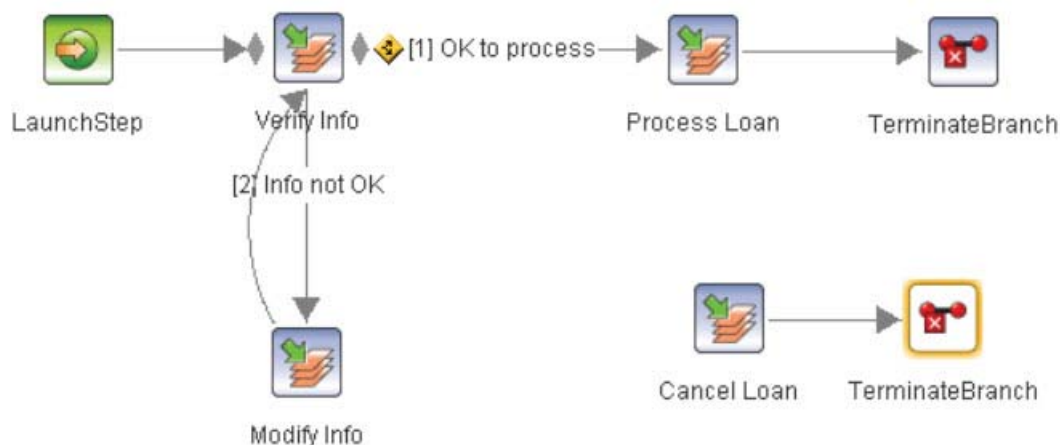 [1] OK to process
LaunchStep
Verify Info
Process Loan
TerminateBranch
[2] Info not OK
Cancel Loan
TerminateBranch
Modify Info